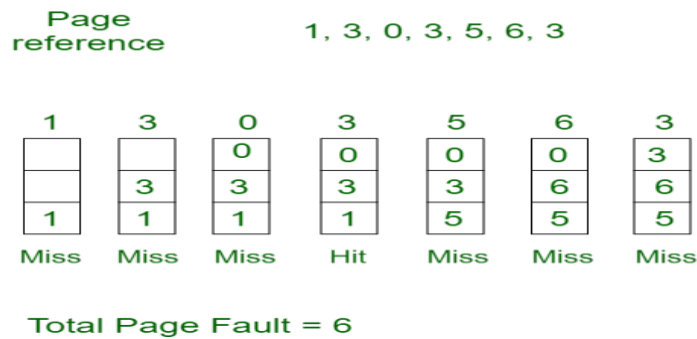 Page reference
1, 3, 0, 3, 5, 6, 3
1 3 0 3 5 6 3
0 0 0 0 3
3 3 3 3 6 6
1 1 1 1 5 5 5
Miss Miss Miss Hit Miss Miss Miss
Total Page Fault = 6